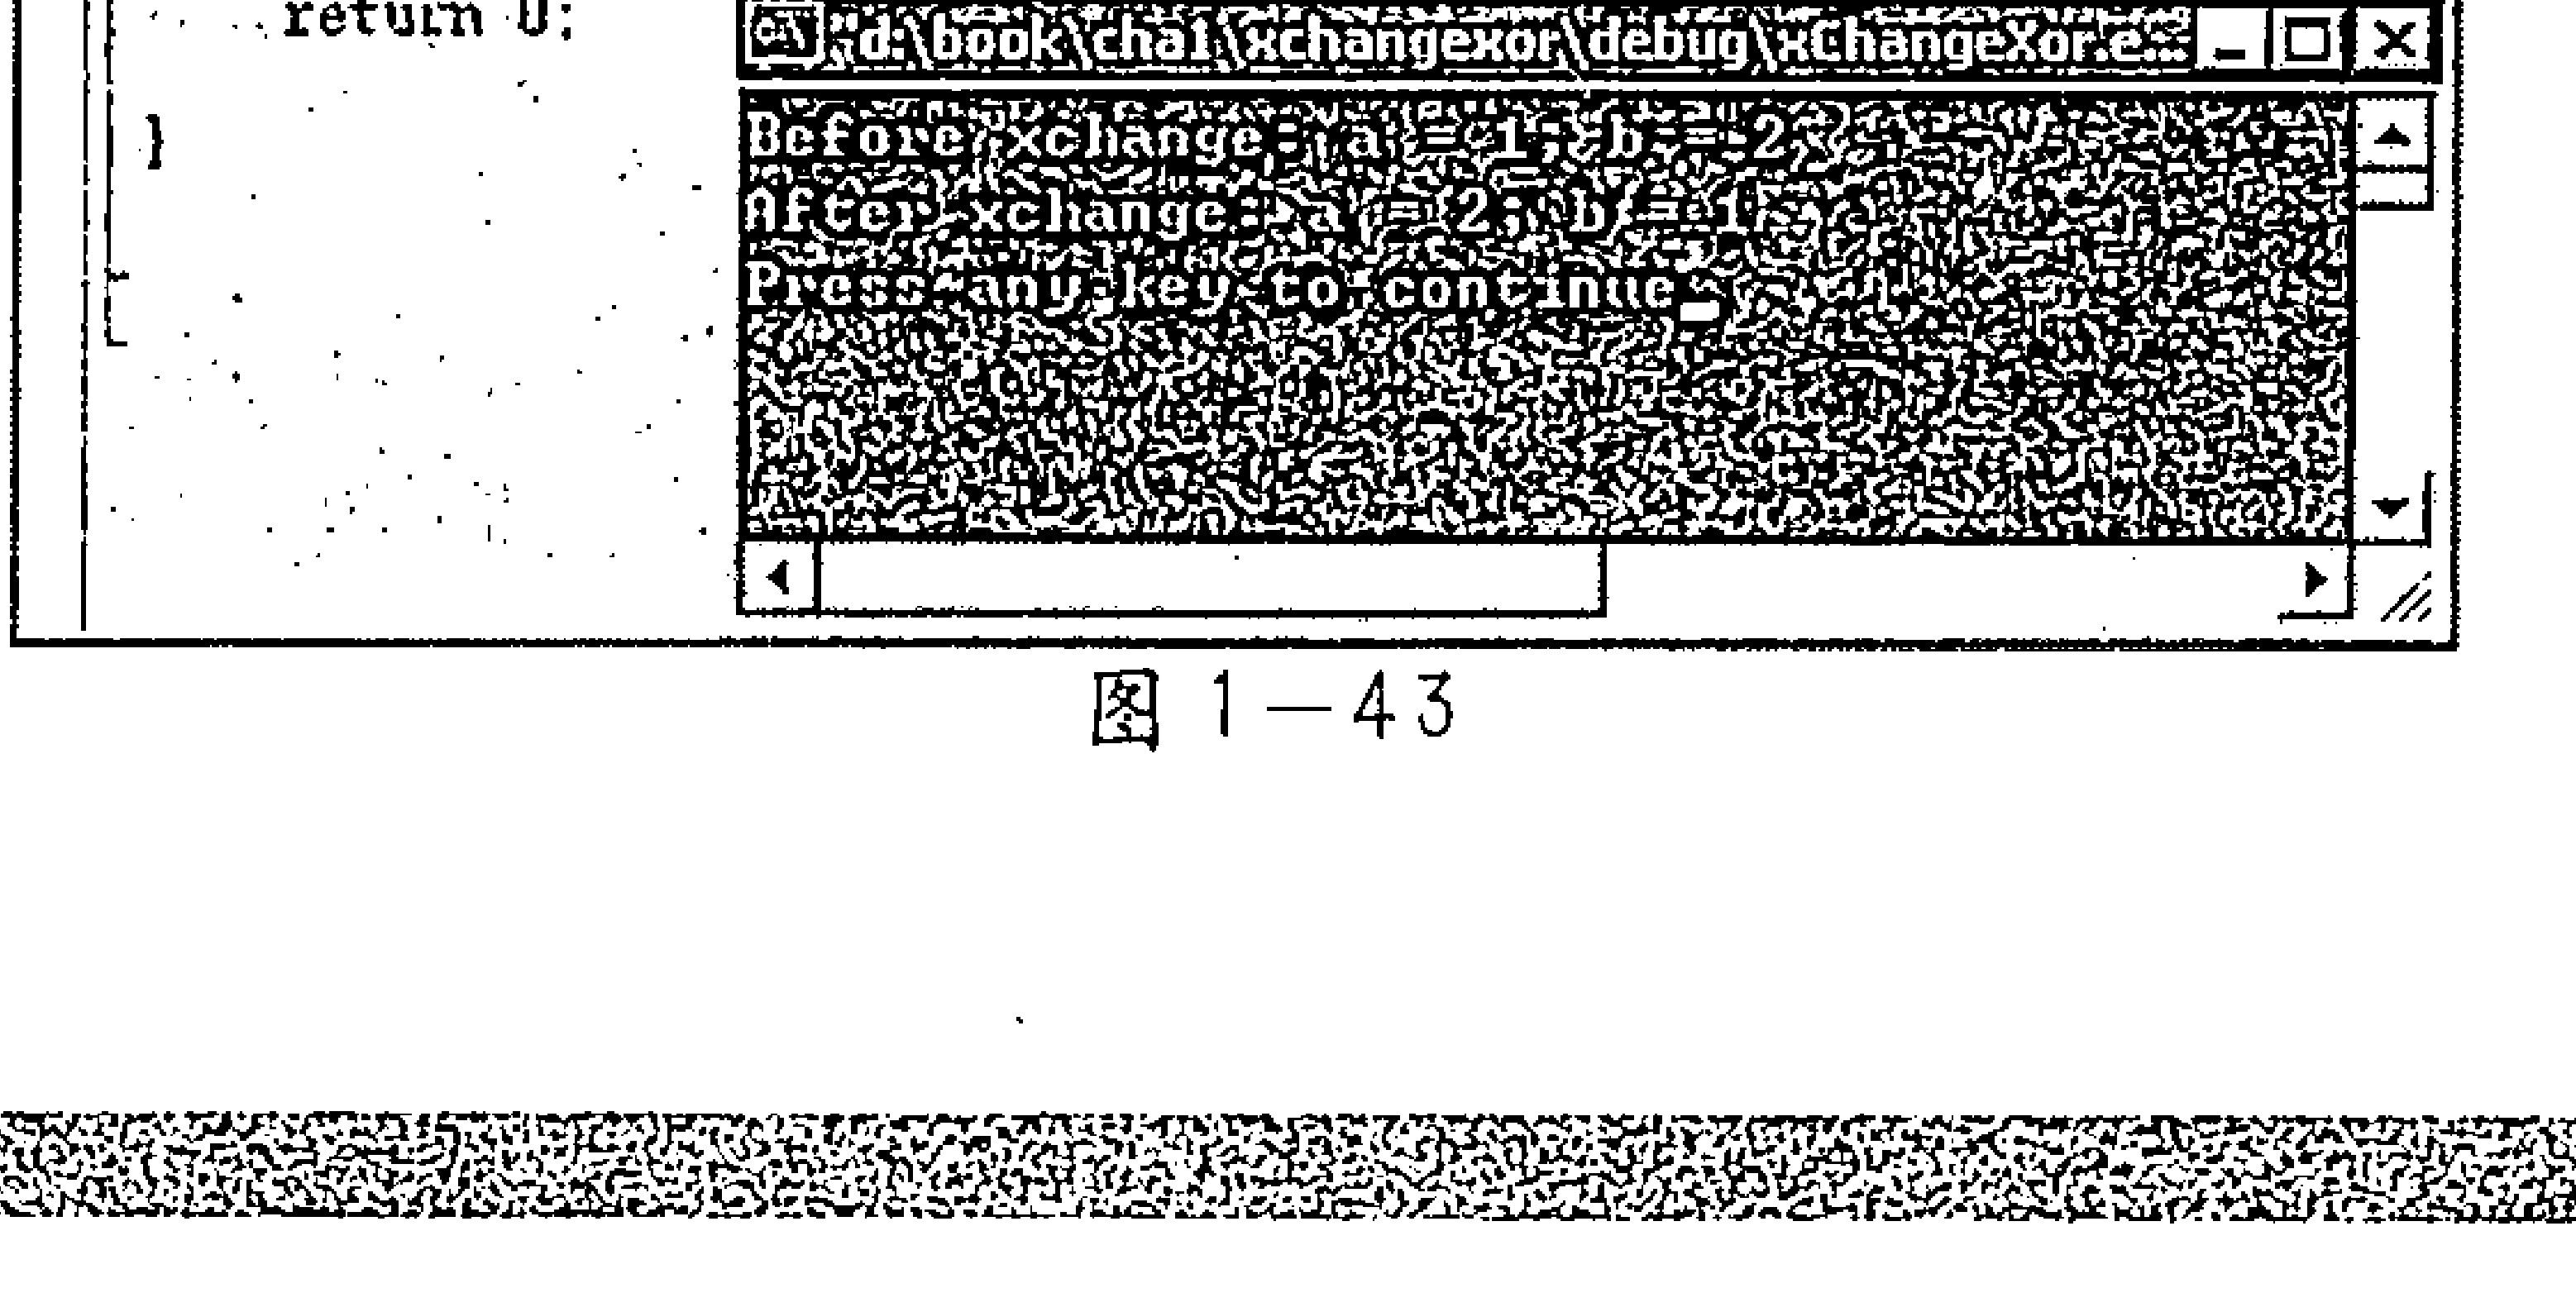 return 0;
}
d:\book\cha1\xchangexor\debug\xChangeXor.e...
Before xchange: a = 1; b = 2
After xchange: a = 2; b = 1
Press any key to continue
图 1－43